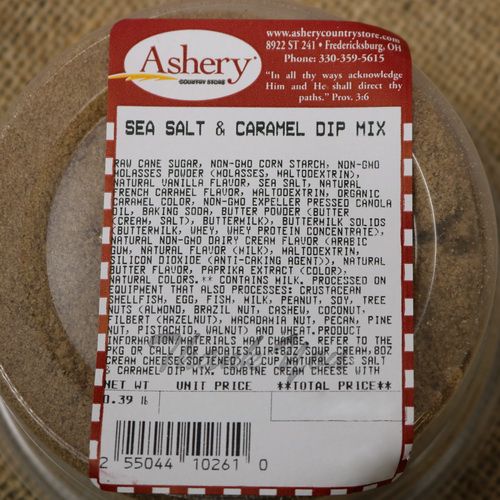 www.asherycountrystore.com
8922 ST 241 • Fredericksburg, OH
Phone: 330-359-5615
"In all thy ways acknowledge
Him and He shall direct thy
paths." Prov. 3:6
Ashery
COUNTRY STORE
SEA SALT & CARAMEL DIP MIX
RAW CANE SUGAR, NON-GMO CORN STARCH, NON-GMO
MOLASSES POWDER (MOLASSES, MALTODEXTRIN),
NATURAL VANILLA FLAVOR, SEA SALT, NATURAL
FRENCH CARAMEL FLAVOR, MALTODEXTRIN, ORGANIC
CARAMEL COLOR, NON-GMO EXPELLER PRESSED CANOLA
OIL, BAKING SODA, BUTTER POWDER (BUTTER
(CREAM, SALT), BUTTERMILK), BUTTERMILK SOLIDS
(BUTTERMILK, WHEY, WHEY PROTEIN CONCENTRATE),
NATURAL NON-GMO DAIRY CREAM FLAVOR (ARABIC
GUM, NATURAL FLAVOR (MILK), MALTODEXTRIN,
SILICON DIOXIDE (ANTI-CAKING AGENT)), NATURAL
BUTTER FLAVOR, PAPRIKA EXTRACT (COLOR),
NATURAL COLORS.** CONTAINS MILK. PROCESSED ON
EQUIPMENT THAT ALSO PROCESSES: CRUSTACEAN
SHELLFISH, EGG, FISH, MILK, PEANUT, SOY, TREE
NUTS (ALMOND, BRAZIL NUT, CASHEW, COCONUT,
FILBERT (HAZELNUT), MACADAMIA NUT, PECAN, PINE
NUT, PISTACHIO, WALNUT) AND WHEAT.PRODUCT
INFORMATION/MATERIALS MAY CHANGE. REFER TO THE
PKG OR CALL FOR UPDATES.DIR:8OZ SOUR CREAM,8OZ
CREAM CHEESE(SOFTENED),1 CUP NATURAL SEA SALT
& CARAMEL DIP MIX. COMBINE CREAM CHEESE WITH
NET WT UNIT PRICE **TOTAL PRICE**
0.39 lb
2 55044 10261 0